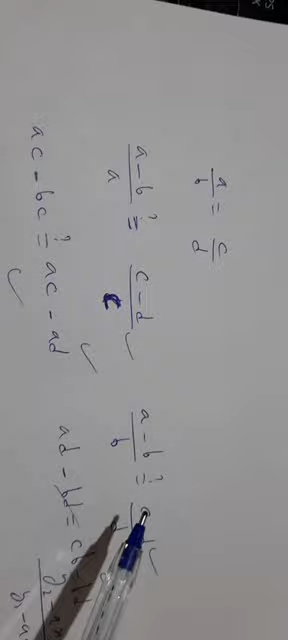 a/b = c/d
(a-b)/a ≟ (c-d)/c ✓ (a-b)/b ≟
ac - bc ≟ ac - ad ✓ ad - bd = cb -